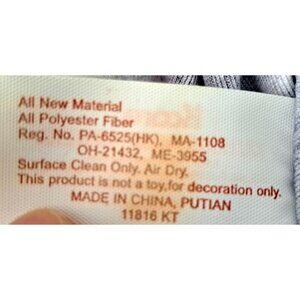 All New Material
All Polyester Fiber
Reg. No. PA-6525(HK), MA-1108
OH-21432, ME-3955
Surface Clean Only. Air Dry.
This product is not a toy,for decoration only.
MADE IN CHINA, PUTIAN
11816 KT